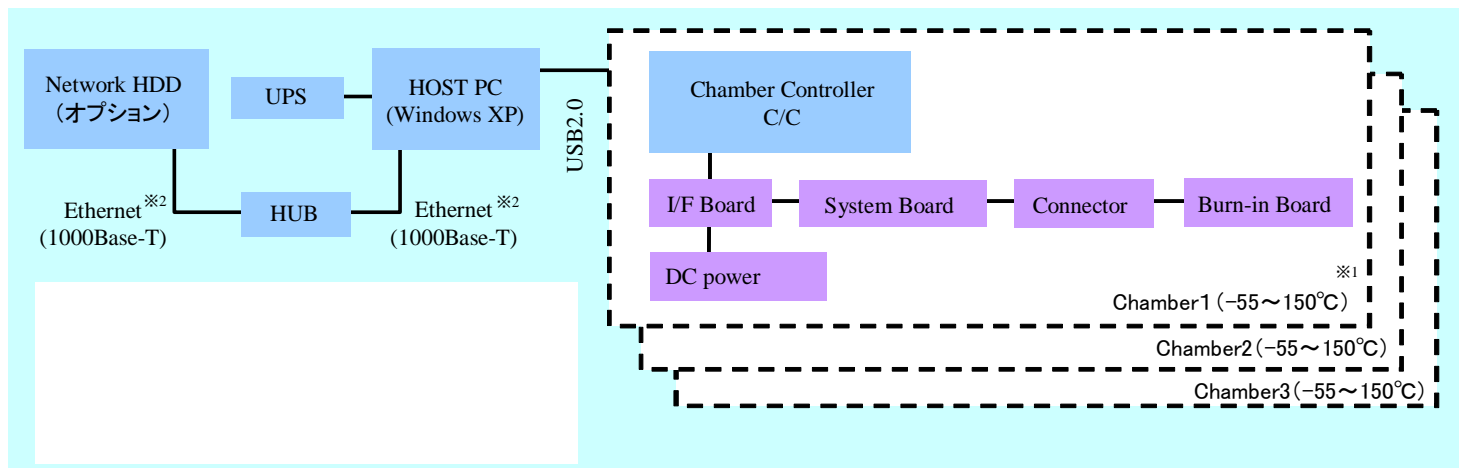 Network HDD
（オプション）
UPS
HOST PC
(Windows XP)
USB2.0
Ethernet※2
(1000Base-T)
HUB
Ethernet※2
(1000Base-T)
Chamber Controller
C/C
I/F Board
System Board
Connector
Burn-in Board
DC power
※1
Chamber1（-55～150℃）
Chamber2（-55～150℃）
Chamber3（-55～150℃）